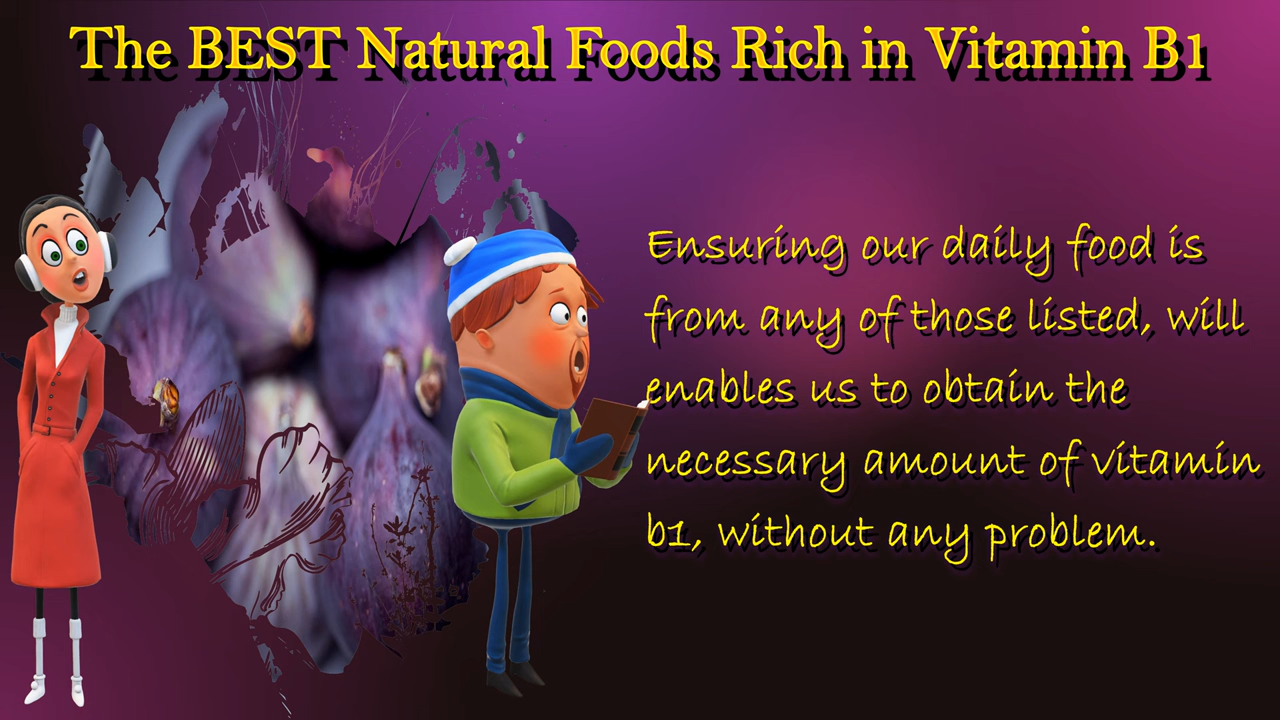 The BEST Natural Foods Rich in Vitamin B1
Ensuring our daily food is
from any of those listed, will
enables us to obtain the
necessary amount of vitamin
b1, without any problem.